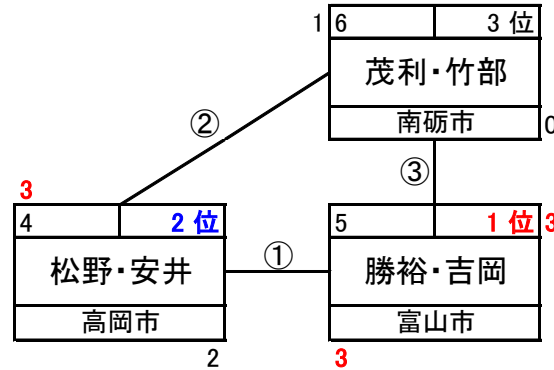 1 6 3 位
茂利・竹部
南砺市 0
②
③
3
4 2 位
松野・安井
高岡市
2
①
5 1 位 3
勝裕・吉岡
富山市
3